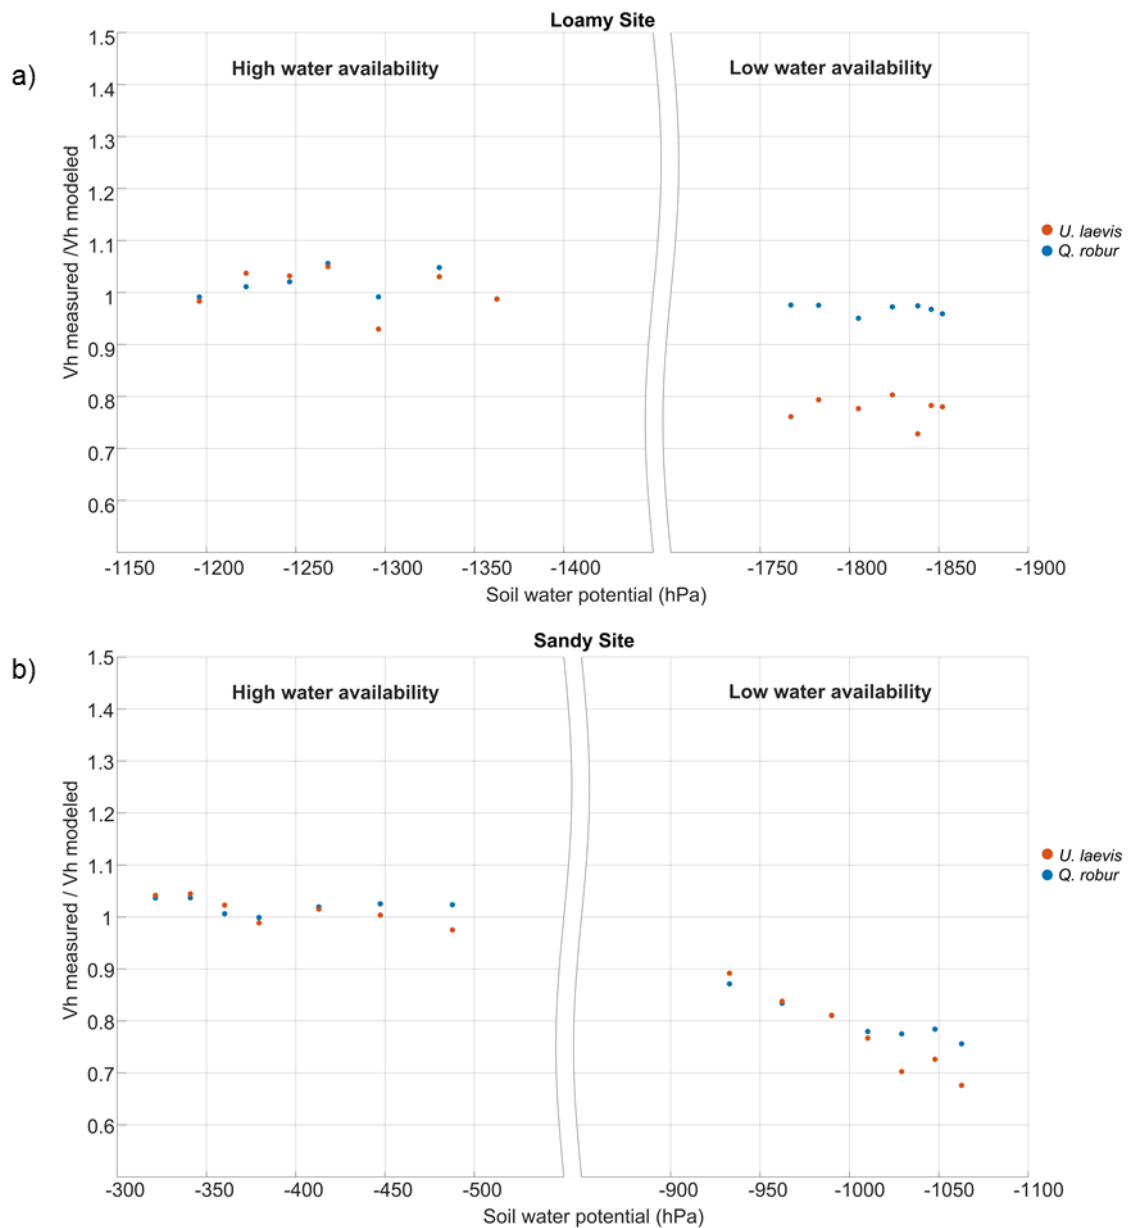 Loamy Site
a)
High water availability
Low water availability
1.5
1.4
1.3
1.2
1.1
1
0.9
0.8
0.7
0.6
Vh measured /Vh modeled
U. laevis
Q. robur
-1150 -1200 -1250 -1300 -1350 -1400 -1750 -1800 -1850 -1900
Soil water potential (hPa)
Sandy Site
b)
High water availability
Low water availability
1.5
1.4
1.3
1.2
1.1
1
0.9
0.8
0.7
0.6
Vh measured / Vh modeled
U. laevis
Q. robur
-300 -350 -400 -450 -500 -900 -950 -1000 -1050 -1100
Soil water potential (hPa)